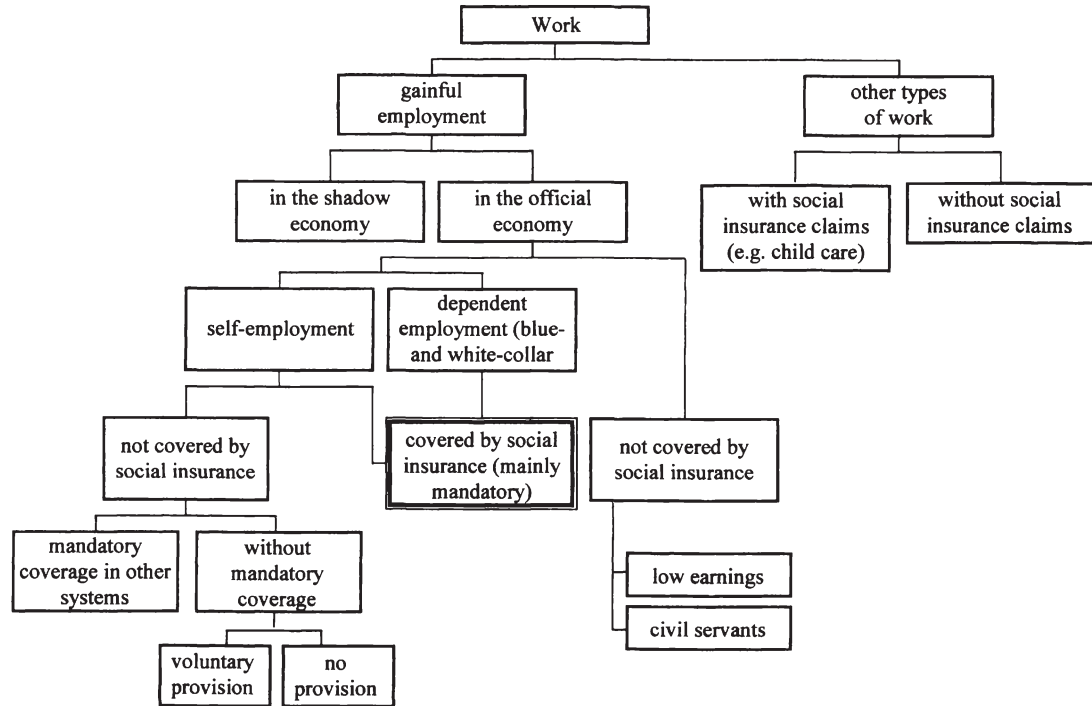 Work
gainful
employment
other types
of work
in the shadow
economy
in the official
economy
with social
insurance claims
(e.g. child care)
without social
insurance claims
self-employment
dependent
employment (blue-
and white-collar
not covered by
social insurance
covered by social
insurance (mainly
mandatory)
not covered by
social insurance
mandatory
coverage in other
systems
without
mandatory
coverage
low earnings
civil servants
voluntary
provision
no
provision